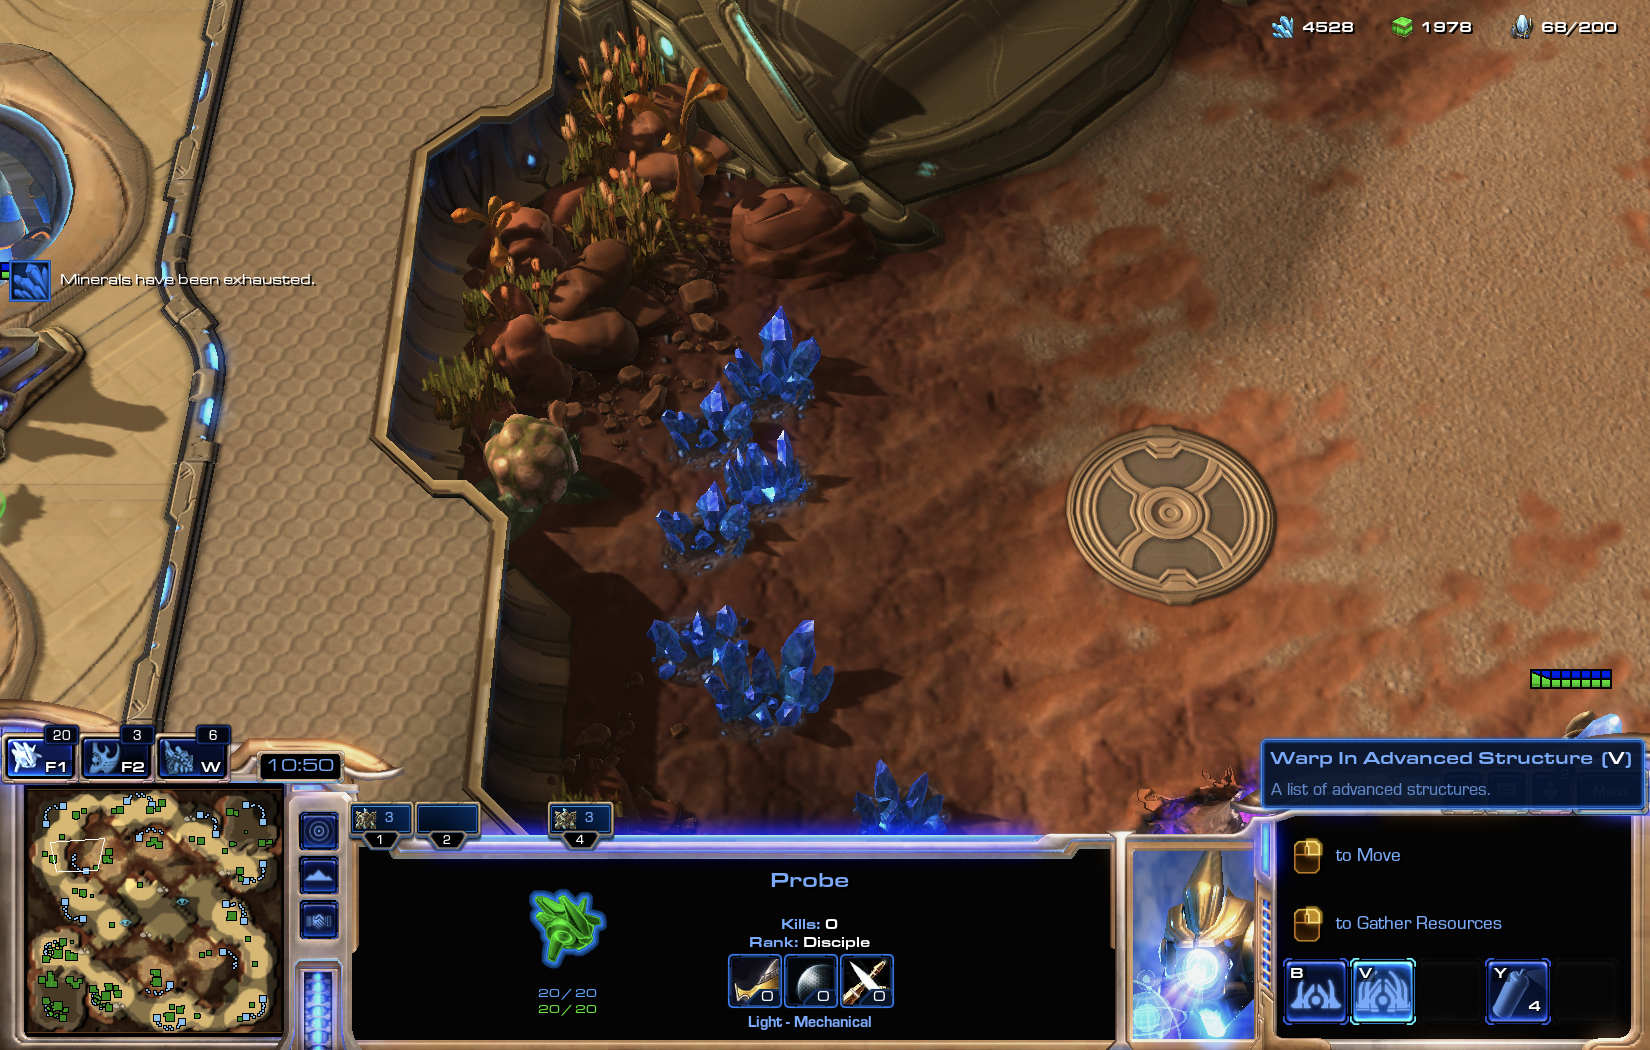 4528
1978
68/200
Minerals have been exhausted.
20
3
6
F1
F2
W
10:50
3
3
1
2
4
Probe
Kills: 0
Rank: Disciple
0
0
0
20/20
20/20
Light - Mechanical
Warp In Advanced Structure (V)
A list of advanced structures.
to Move
to Gather Resources
B
V
Y
4